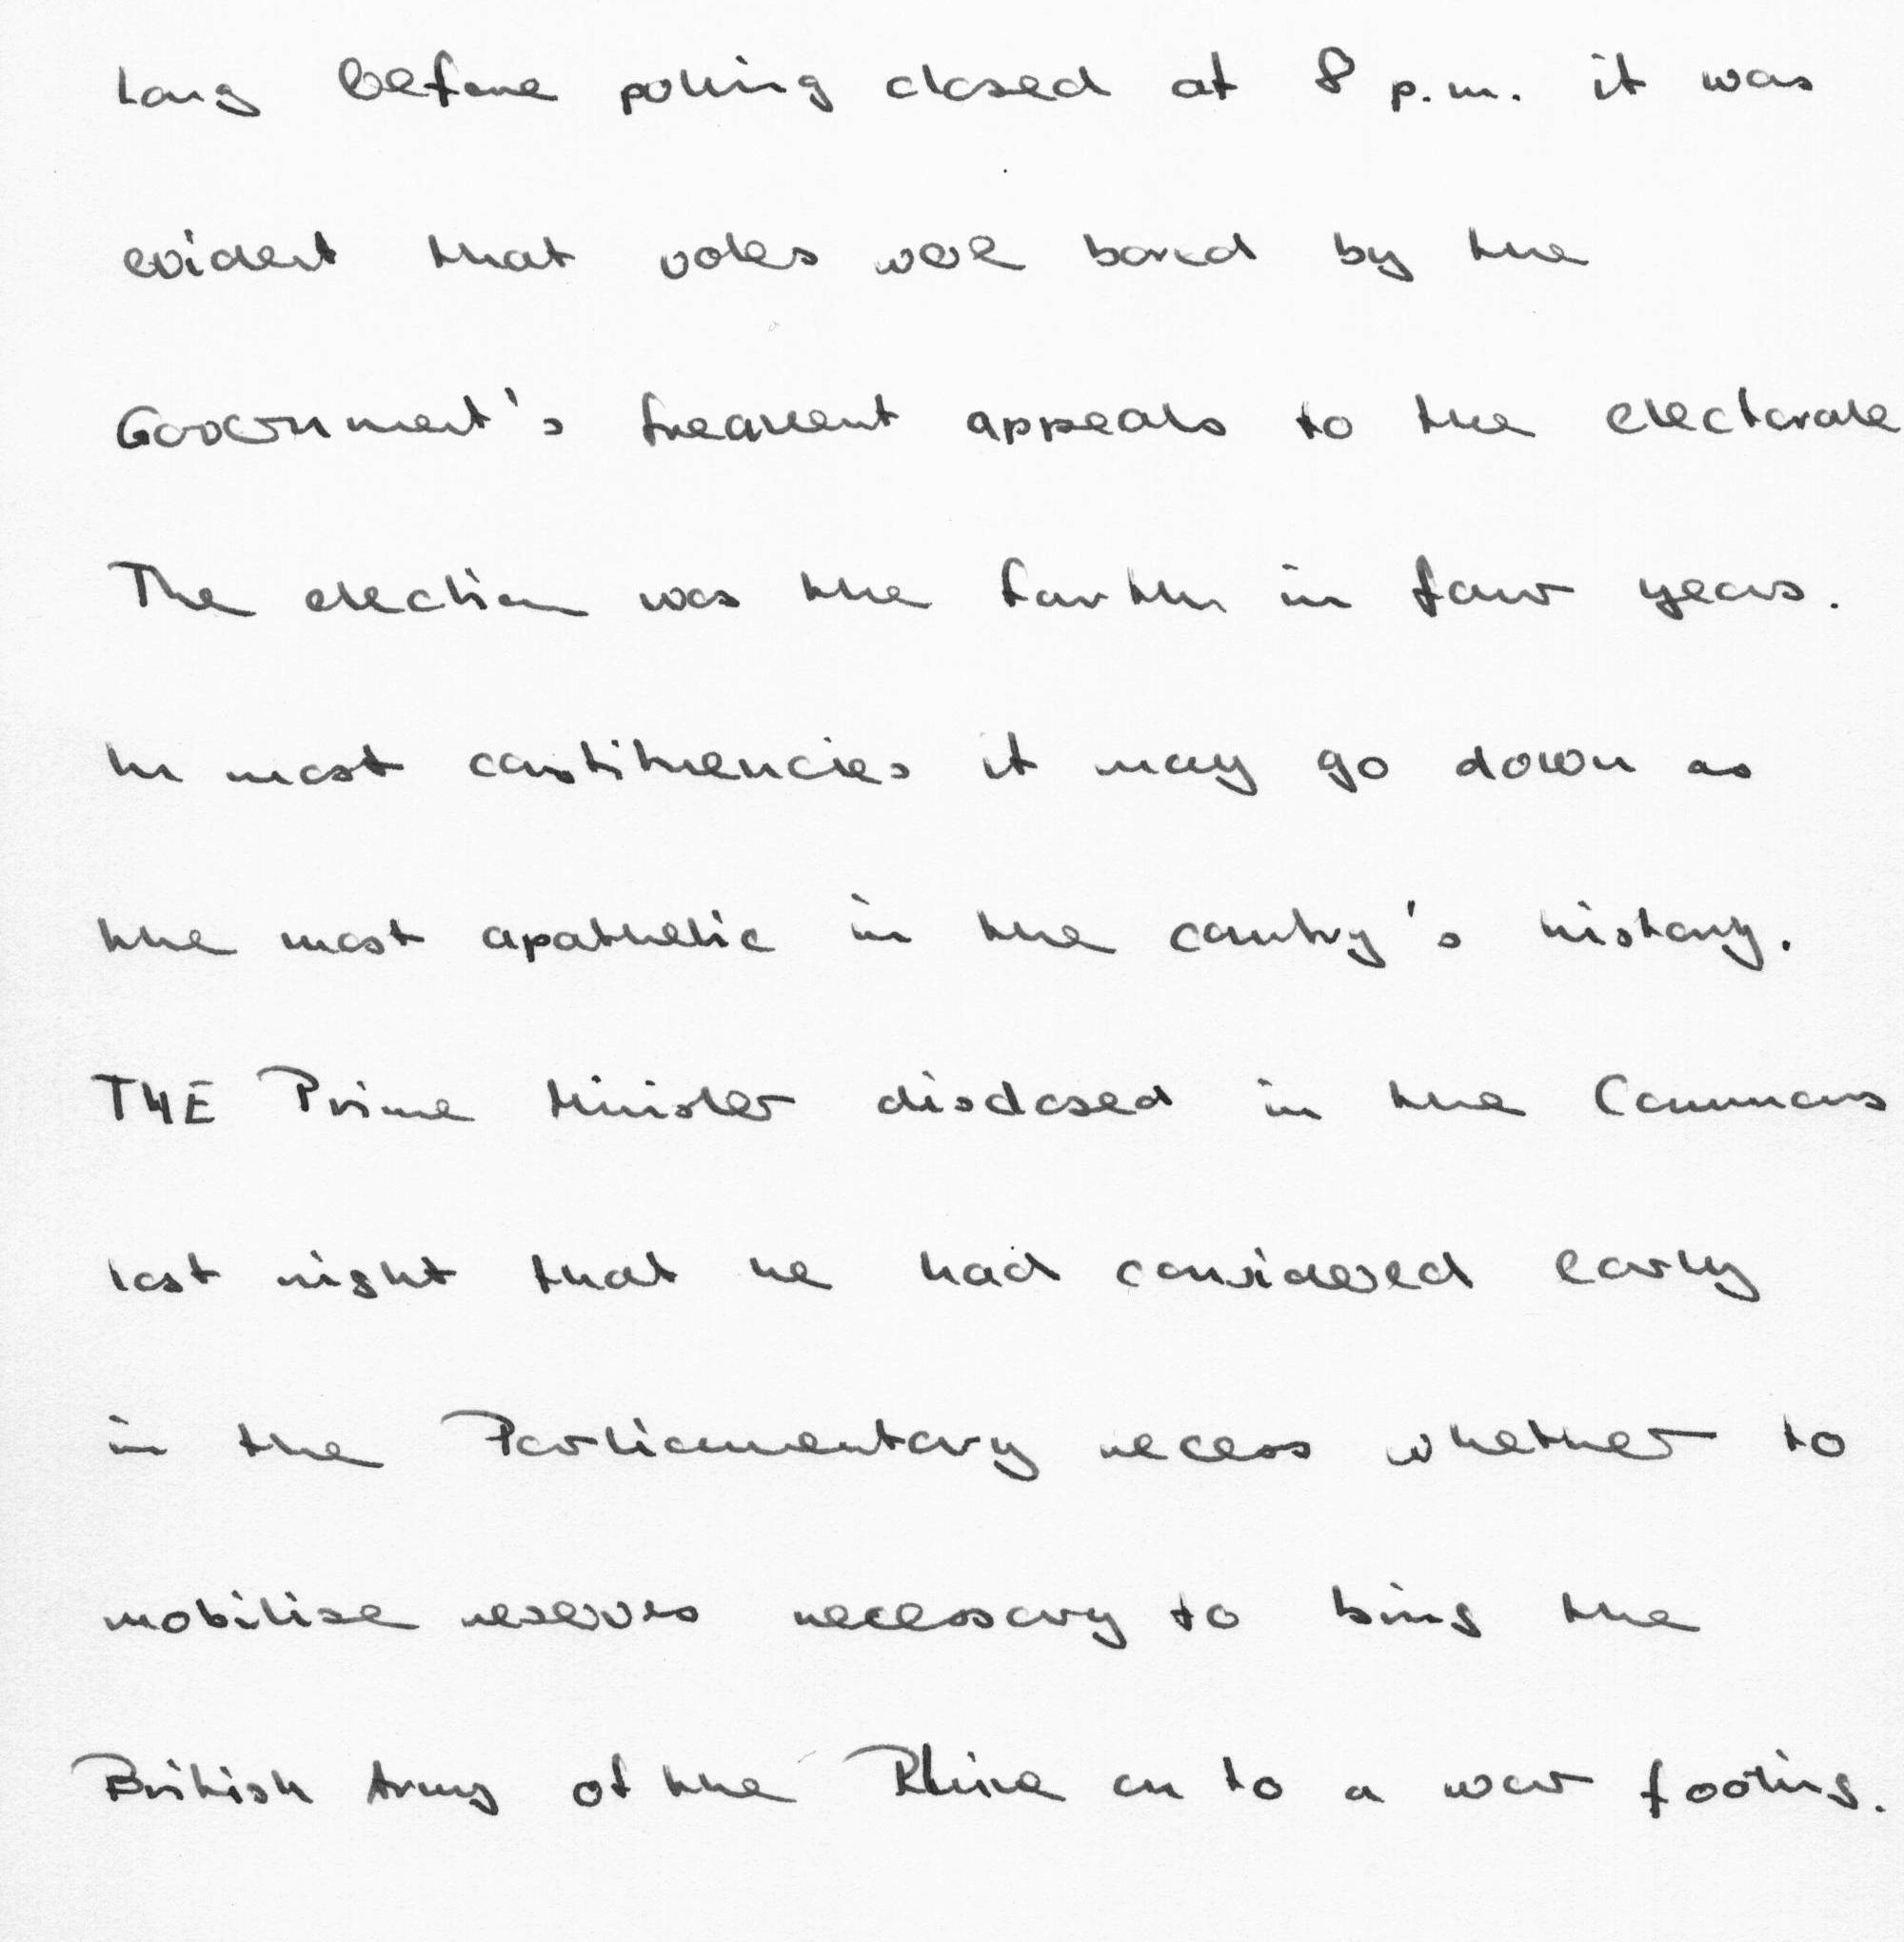 Long before polling closed at 8 p.m. it was
evident that voters were bored by the
Government's frequent appeals to the electorate
The election was the fourth in four years.
In most constituencies it may go down as
the most apathetic in the country's history.
THE Prime Minister disclosed in the Commons
last night that he had considered early
in the Parliamentary recess whether to
mobilise reserves necessary to bring the
British Army of the Rhine on to a war footing.